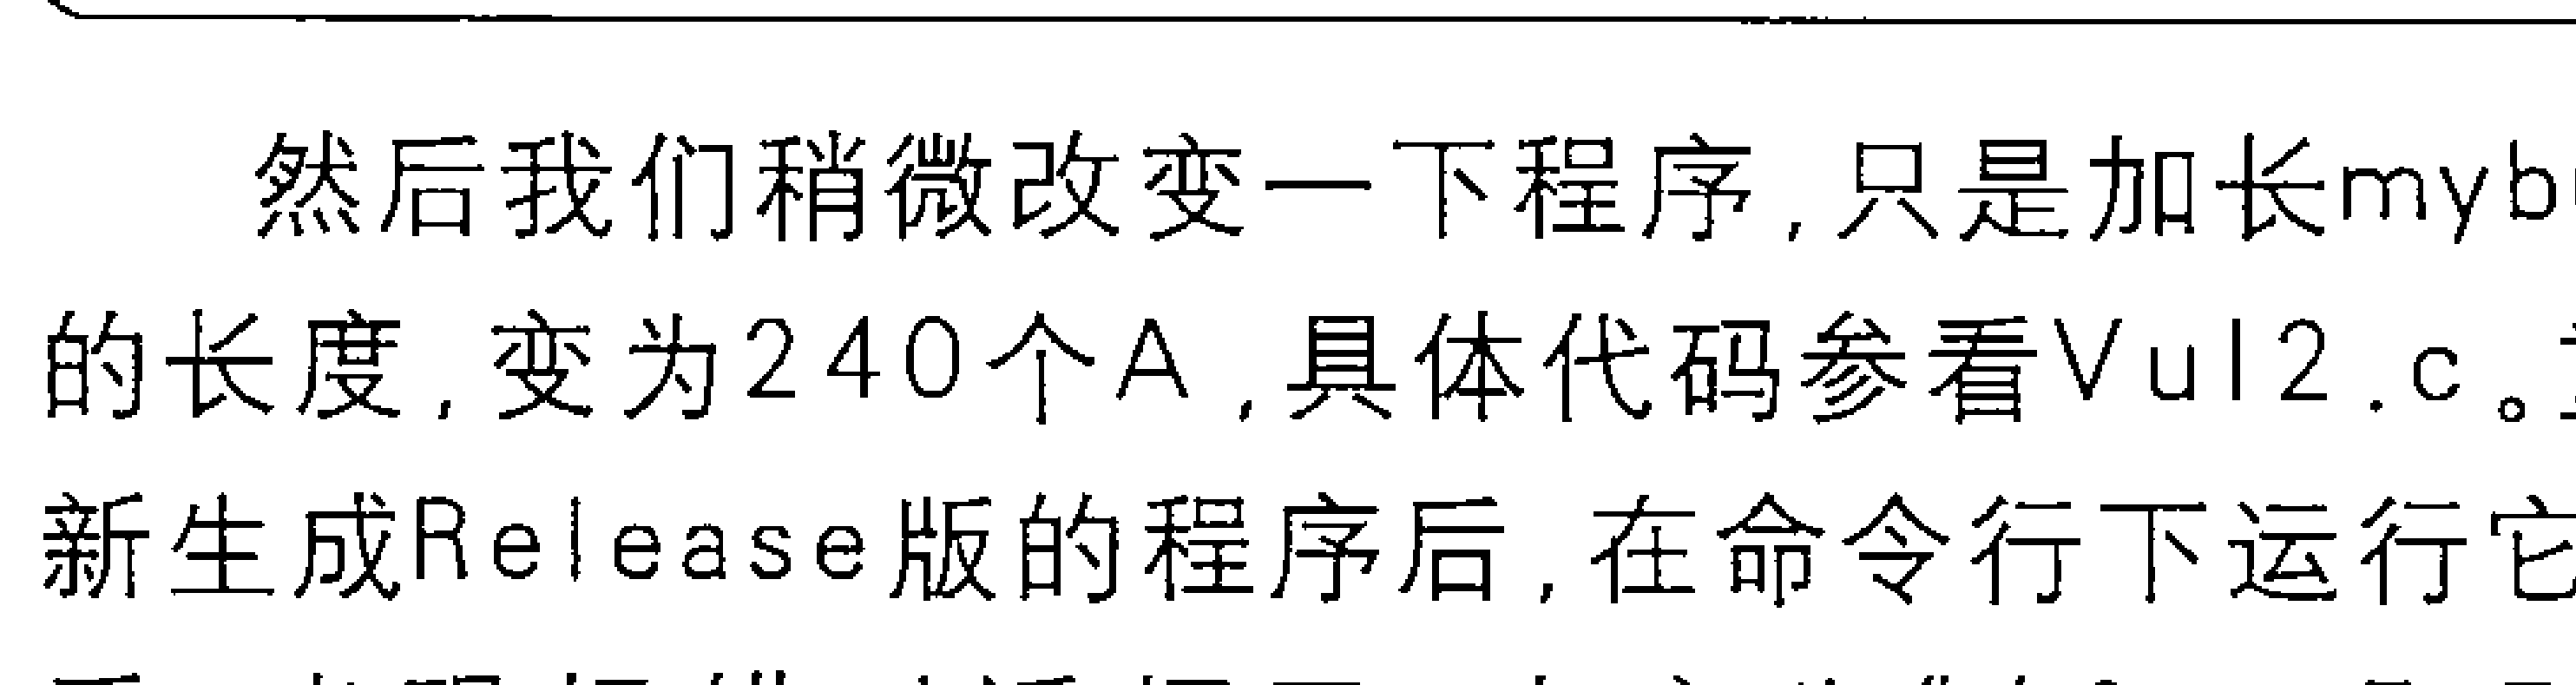 然后我们稍微改变一下程序,只是加长myb
的长度,变为240个A,具体代码参看Vul2.c。
新生成Release版的程序后,在命令行下运行它